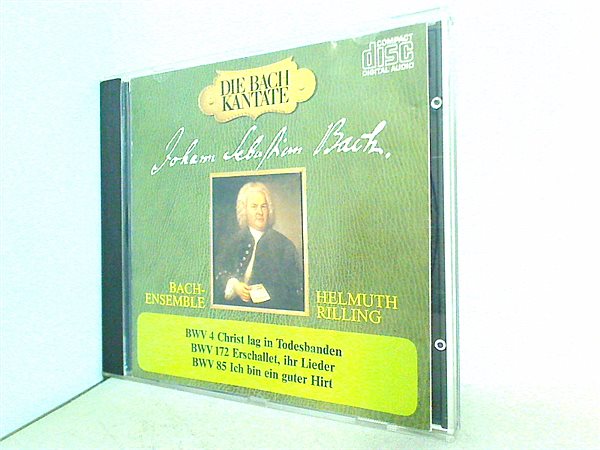 COMPACT
disc
DIGITAL AUDIO
DIE BACH
KANTATE
Johann Sebastian Bach.
BACH-
ENSEMBLE
HELMUTH
RILLING
BWV 4 Christ lag in Todesbanden
BWV 172 Erschallet, ihr Lieder
BWV 85 Ich bin ein guter Hirt